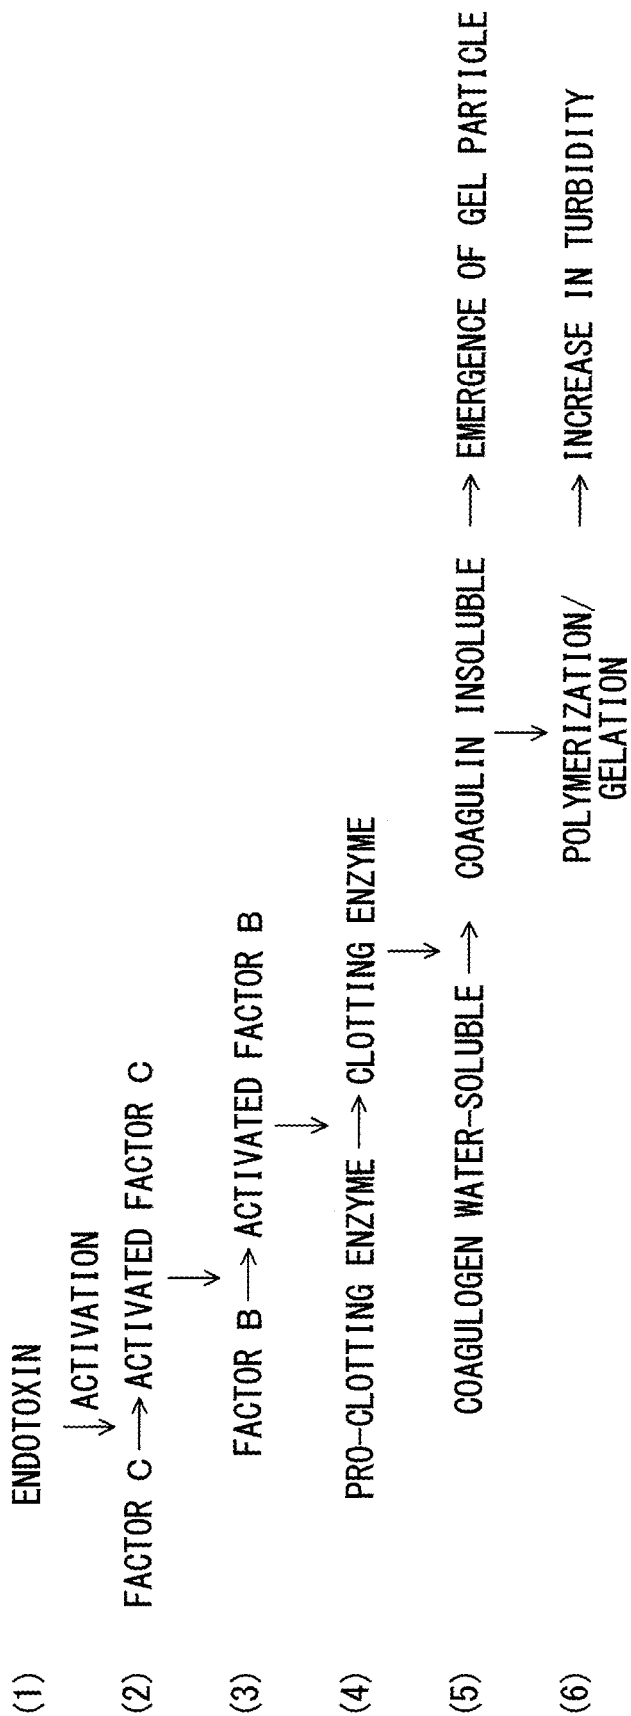 (1) ENDOTOXIN
ACTIVATION
(2) FACTOR C → ACTIVATED FACTOR C
(3) FACTOR B → ACTIVATED FACTOR B
(4) PRO-CLOTTING ENZYME → CLOTTING ENZYME
(5) COAGULOGEN WATER-SOLUBLE → COAGULIN INSOLUBLE → EMERGENCE OF GEL PARTICLE
(6) POLYMERIZATION/ → INCREASE IN TURBIDITY
GELATION